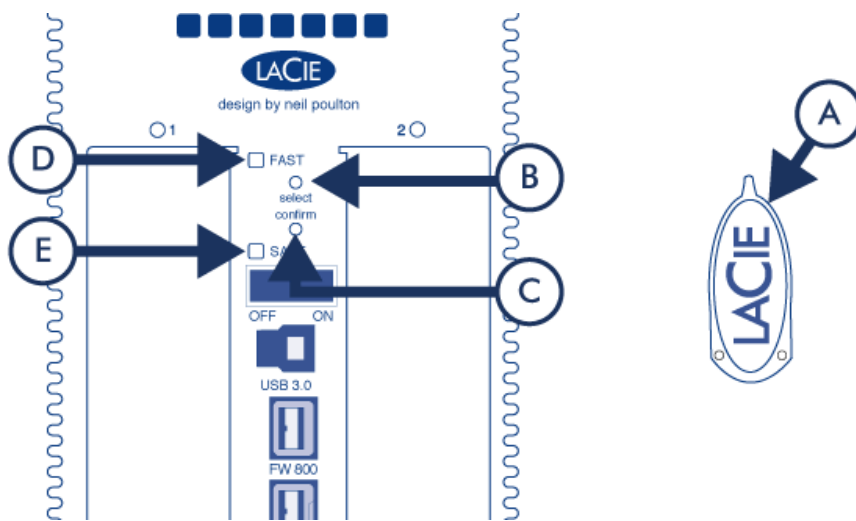 LACIE
design by neil poulton
1
2
D
FAST
B
select
confirm
E
C
OFF ON
USB 3.0
FW 800
A
LACIE